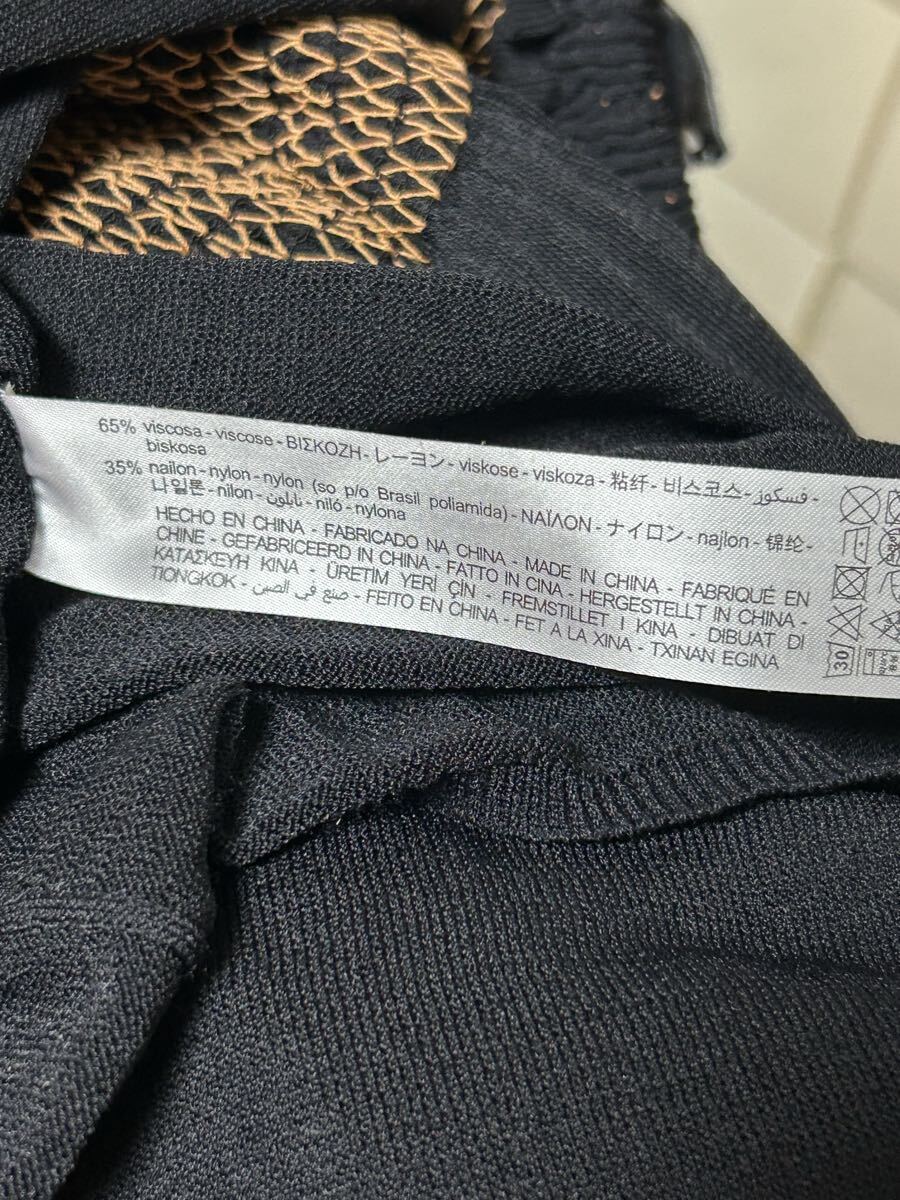 65% viscosa - viscose - ΒΙΣΚΟΖΗ - レーヨン - viskose - viskoza - 粘纤 - 비스코스 - فسكوز -
biskosa
35% nailon - nylon - nylon (so p/o Brasil poliamida) - ΝΑΪΛΟΝ - ナイロン - najlon - 锦纶 -
나일론 - nilon - نايلون - niló - nylona
HECHO EN CHINA - FABRICADO NA CHINA - MADE IN CHINA - FABRIQUÉ EN
CHINE - GEFABRICEERD IN CHINA - FATTO IN CINA - HERGESTELLT IN CHINA -
ΚΑΤΑΣΚΕΥΗ ΚΙΝΑ - ÜRETİM YERİ ÇİN - FREMSTILLET I KINA - DIBUAT DI
TIONGKOK - صنع في الصين - FEITO EN CHINA - FET A LA XINA - TXINAN EGINA
30